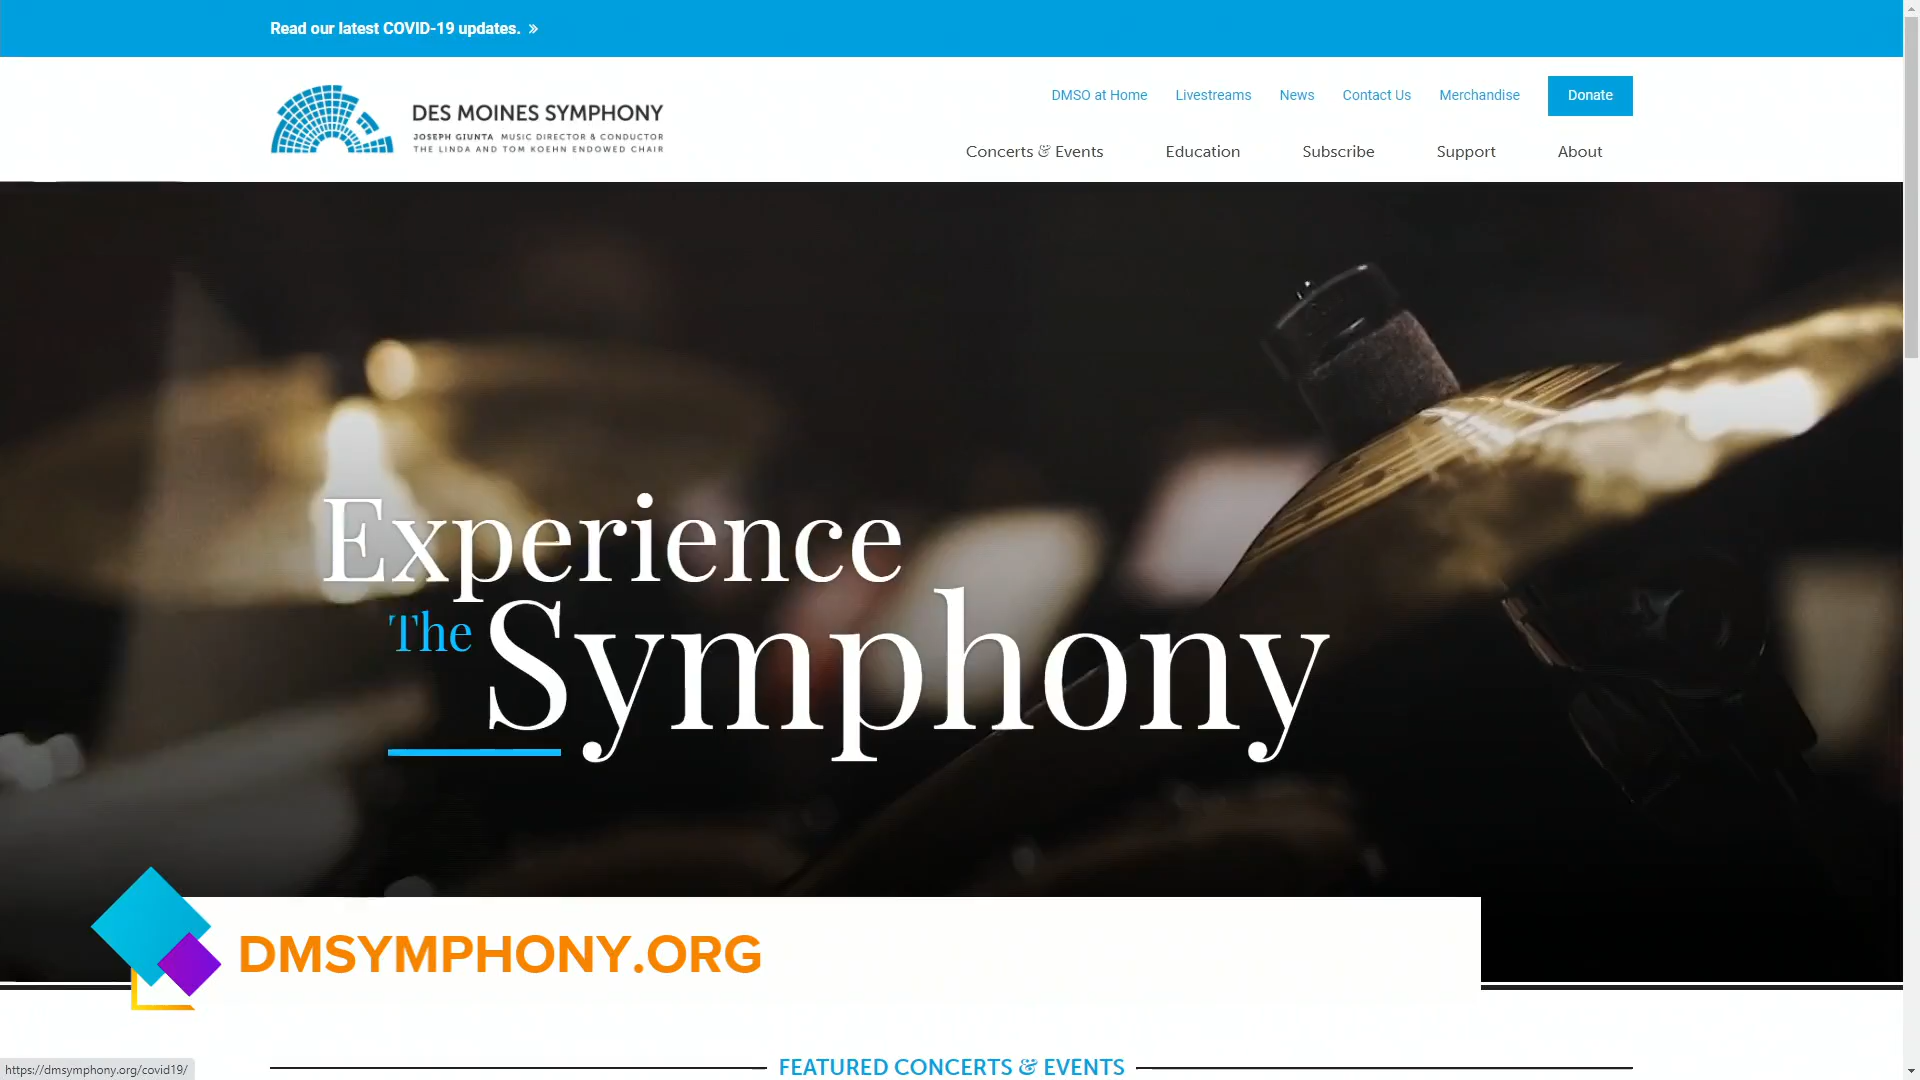 Read our latest COVID-19 updates. »
DMSO at Home Livestreams News Contact Us Merchandise Donate
DES MOINES SYMPHONY
JOSEPH GIUNTA MUSIC DIRECTOR & CONDUCTOR
THE LINDA AND TOM KOEHN ENDOWED CHAIR
Concerts & Events Education Subscribe Support About
Experience
The Symphony
DMSYMPHONY.ORG
FEATURED CONCERTS & EVENTS
https://dmsymphony.org/covid19/